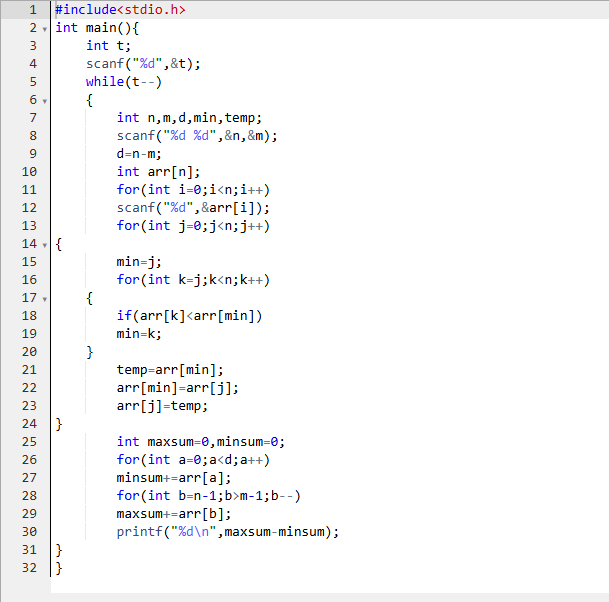 1 #include<stdio.h>
2 int main(){
3 int t;
4 scanf("%d",&t);
5 while(t--)
6 {
7 int n,m,d,min,temp;
8 scanf("%d %d",&n,&m);
9 d=n-m;
10 int arr[n];
11 for(int i=0;i<n;i++)
12 scanf("%d",&arr[i]);
13 for(int j=0;j<n;j++)
14 {
15 min=j;
16 for(int k=j;k<n;k++)
17 {
18 if(arr[k]<arr[min])
19 min=k;
20 }
21 temp=arr[min];
22 arr[min]=arr[j];
23 arr[j]=temp;
24 }
25 int maxsum=0,minsum=0;
26 for(int a=0;a<d;a++)
27 minsum+=arr[a];
28 for(int b=n-1;b>m-1;b--)
29 maxsum+=arr[b];
30 printf("%d\n",maxsum-minsum);
31 }
32 }